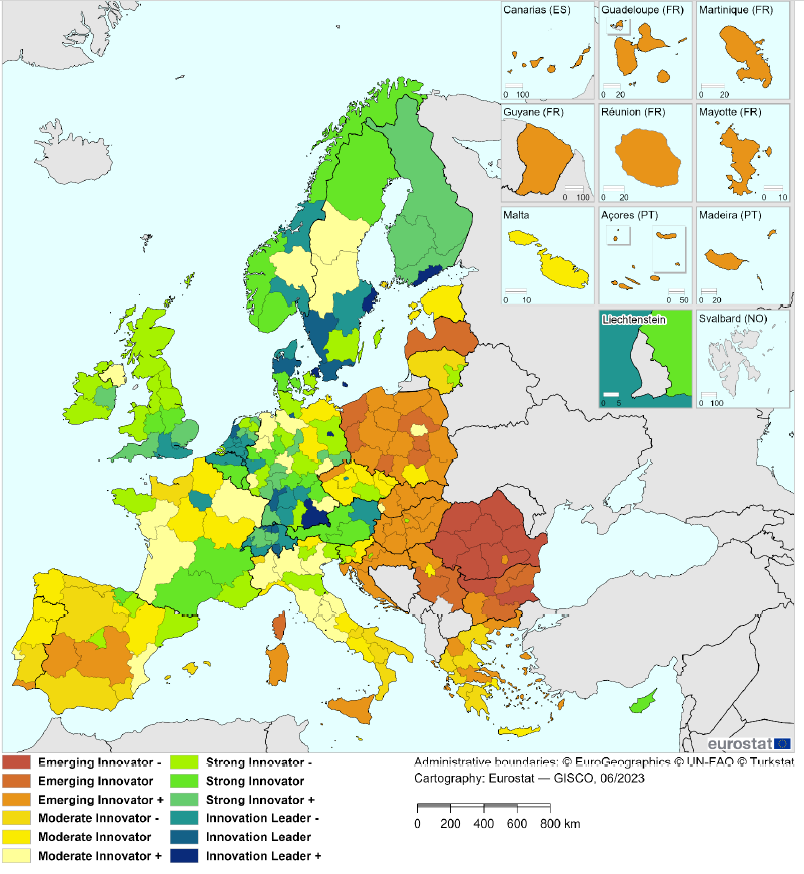 Canarias (ES)
Guadeloupe (FR)
Martinique (FR)
0 100
0 20
0 20
Guyane (FR)
Réunion (FR)
Mayotte (FR)
0 100
0 20
0 10
Malta
Açores (PT)
Madeira (PT)
0 10
0 50
0 20
Liechtenstein
Svalbard (NO)
0 5
0 100
eurostat
Emerging Innovator -
Emerging Innovator
Emerging Innovator +
Moderate Innovator -
Moderate Innovator
Moderate Innovator +
Strong Innovator -
Strong Innovator
Strong Innovator +
Innovation Leader -
Innovation Leader
Innovation Leader +
Administrative boundaries: © EuroGeographics © UN-FAO © Turkstat
Cartography: Eurostat — GISCO, 06/2023
0 200 400 600 800 km